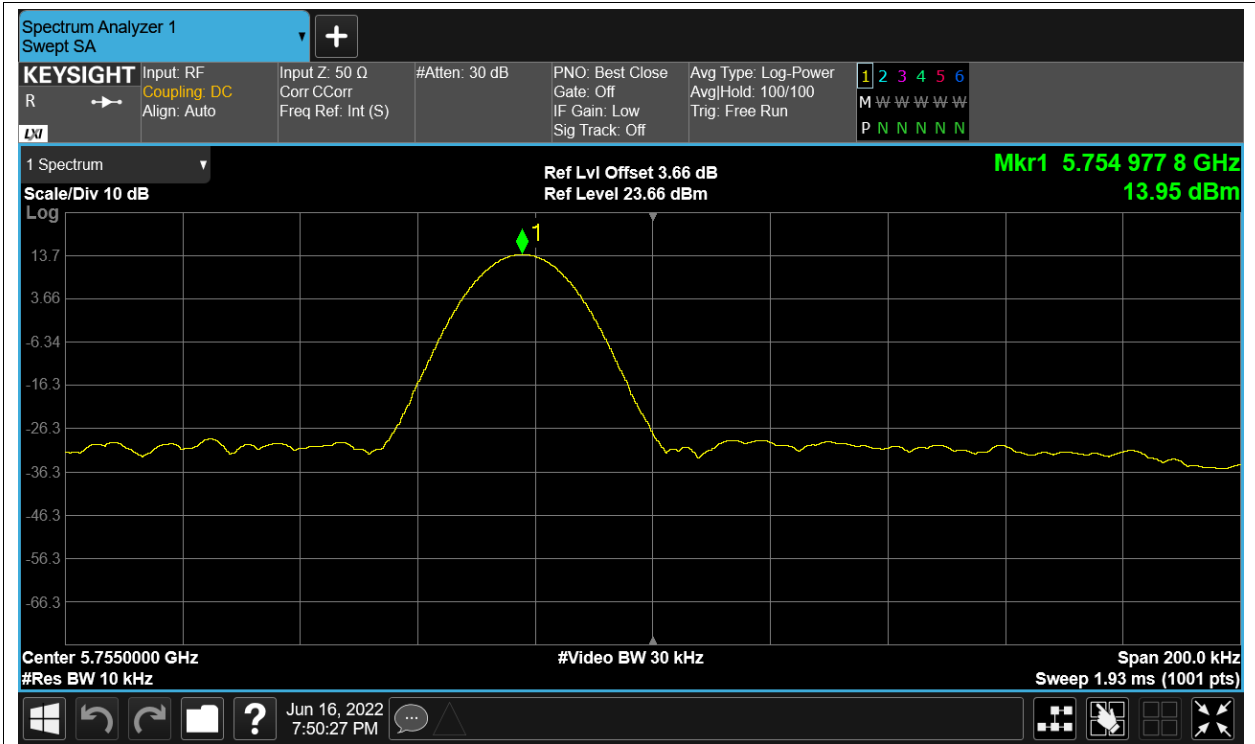 Spectrum Analyzer 1
Swept SA
KEYSIGHT
R
LXI
Input: RF
Coupling: DC
Align: Auto
Input Z: 50 Ω
Corr CCorr
Freq Ref: Int (S)
#Atten: 30 dB
PNO: Best Close
Gate: Off
IF Gain: Low
Sig Track: Off
Avg Type: Log-Power
Avg|Hold: 100/100
Trig: Free Run
1 2 3 4 5 6
M W W W W W
P N N N N N
1 Spectrum
Scale/Div 10 dB
Log
Ref Lvl Offset 3.66 dB
Ref Level 23.66 dBm
Mkr1 5.754 977 8 GHz
13.95 dBm
1
13.7
3.66
-6.34
-16.3
-26.3
-36.3
-46.3
-56.3
-66.3
Center 5.7550000 GHz
#Res BW 10 kHz
#Video BW 30 kHz
Span 200.0 kHz
Sweep 1.93 ms (1001 pts)
?
Jun 16, 2022
7:50:27 PM